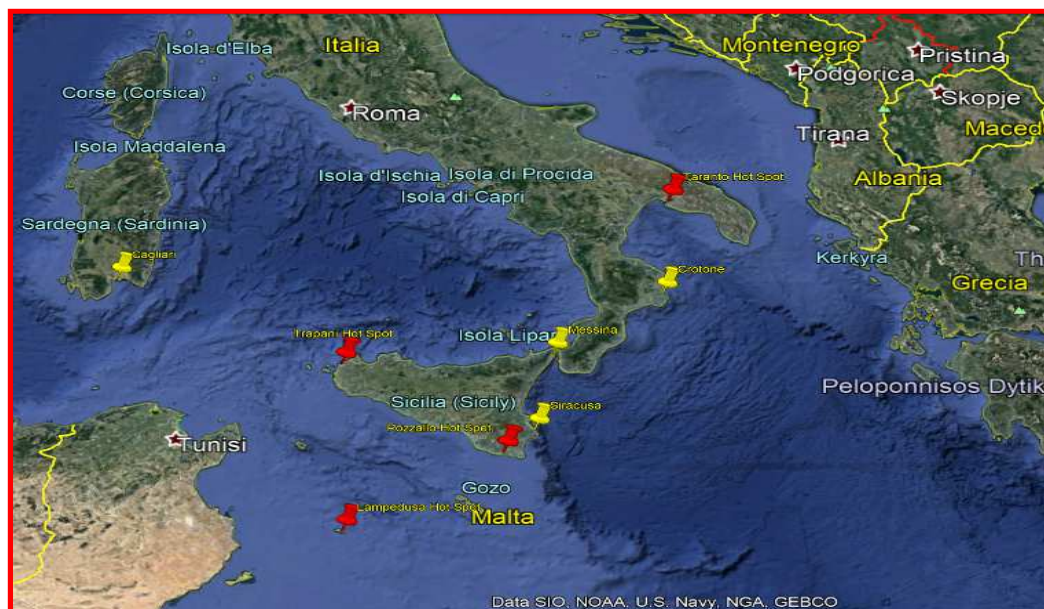 Isola d'Elba
Italia
Montenegro
Pristina
Podgorica
Corse (Corsica)
Skopje
Roma
Tirana
Maced
Isola Maddalena
Isola d'Ischia
Isola di Procida
Taranto Hot Spot
Albania
Isola di Capri
Sardegna (Sardinia)
Cagliari
Kerkyra
Th
Crotone
Grecia
Trapani Hot Spot
Isola Lipar
Messina
Peloponnisos Dytik
Sicilia (Sicily)
Siracusa
Pozzallo Hot Spot
Tunisi
Gozo
Lampedusa Hot Spot
Malta
Data SIO, NOAA, U.S. Navy, NGA, GEBCO